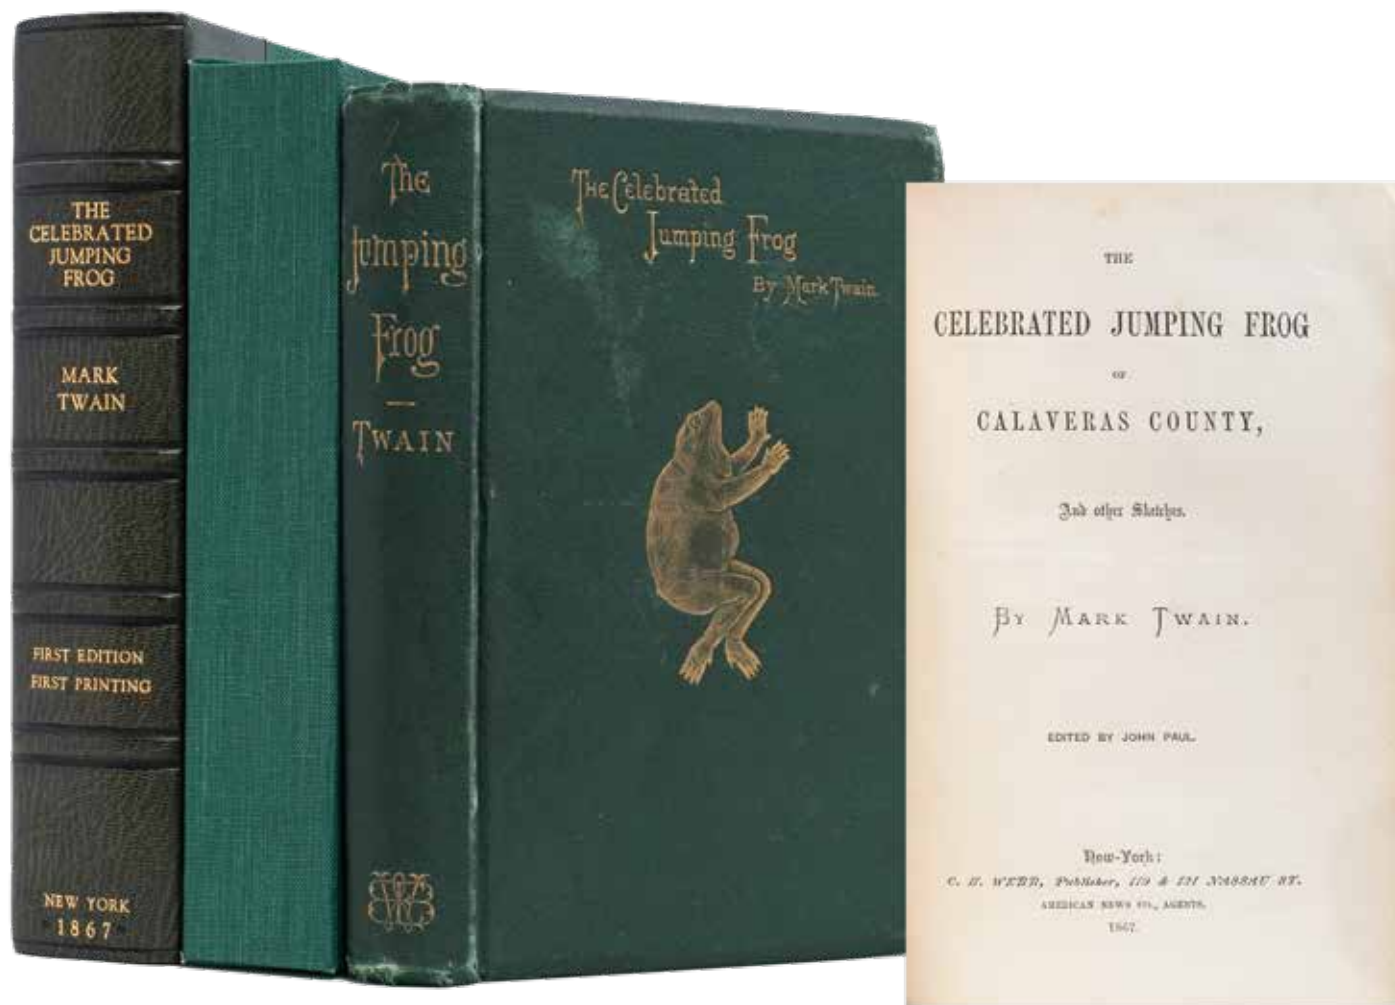 THE
CELEBRATED
JUMPING
FROG
MARK
TWAIN
FIRST EDITION
FIRST PRINTING
NEW YORK
1867
The
Jumping
Frog
TWAIN
The Celebrated
Jumping Frog
By Mark Twain.
THE
CELEBRATED JUMPING FROG
OF
CALAVERAS COUNTY,
And other Sketches.
BY MARK TWAIN.
EDITED BY JOHN PAUL.
New-York:
C. H. WEBB, Publisher, 119 & 121 NASSAU ST.
AMERICAN NEWS CO., AGENTS.
1867.